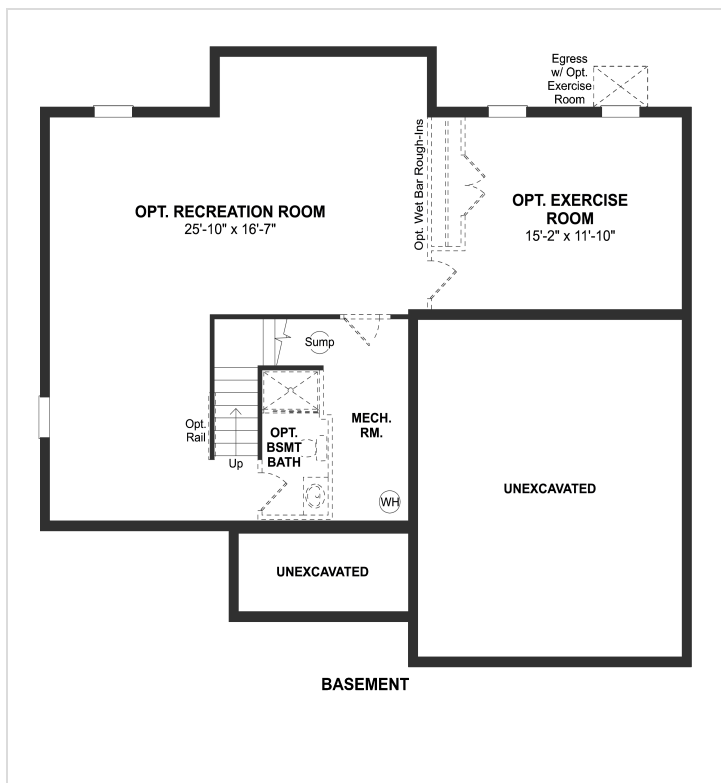 Egress
w/ Opt.
Exercise
Room
Opt. Wet Bar Rough-Ins
OPT. RECREATION ROOM
25'-10" x 16'-7"
OPT. EXERCISE
ROOM
15'-2" x 11'-10"
Sump
Opt.
Rail
Up
OPT.
BSMT
BATH
MECH.
RM.
WH
UNEXCAVATED
UNEXCAVATED
BASEMENT